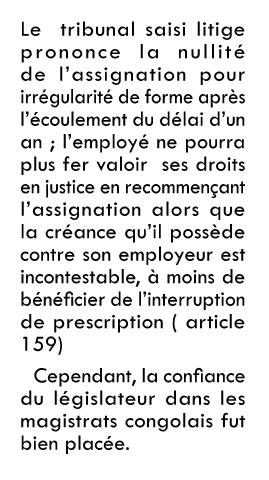 Le tribunal saisi litige
prononce la nullité
de l’assignation pour
irrégularité de forme après
l’écoulement du délai d’un
an ; l’employé ne pourra
plus fer valoir ses droits
en justice en recommençant
l’assignation alors que
la créance qu’il possède
contre son employeur est
incontestable, à moins de
bénéficier de l’interruption
de prescription ( article
159)
Cependant, la confiance
du législateur dans les
magistrats congolais fut
bien placée.